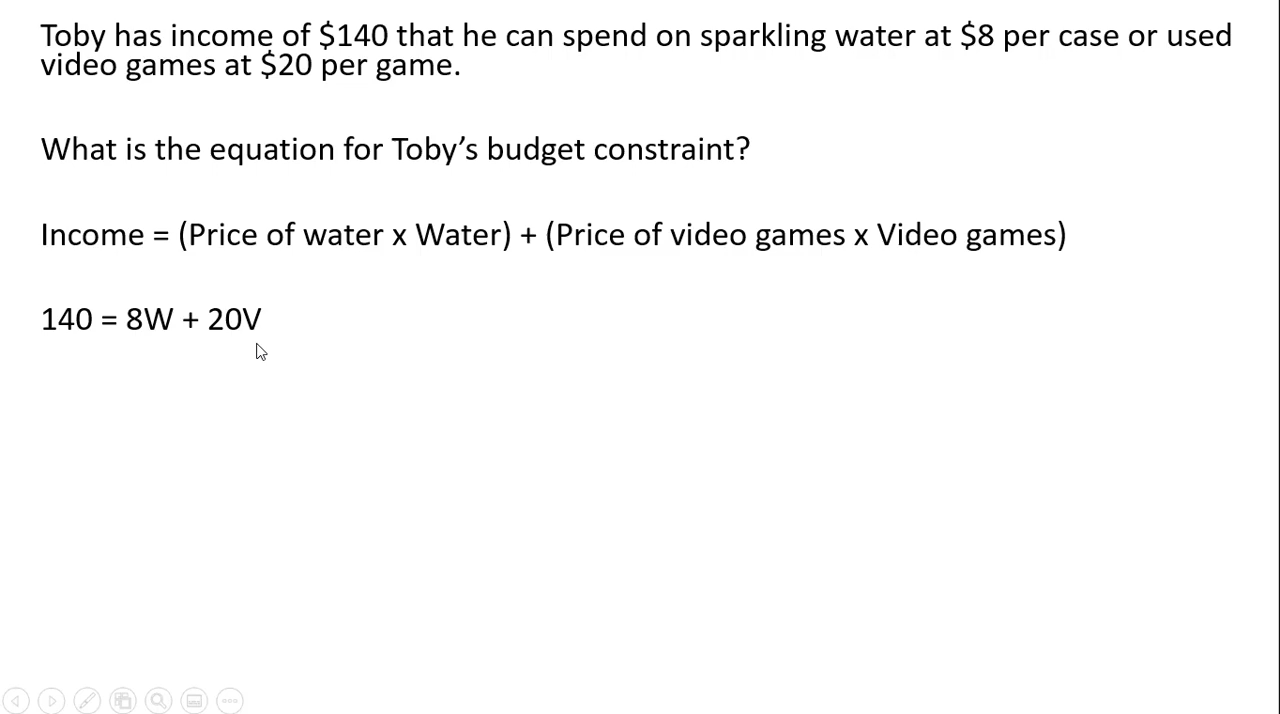 Toby has income of $140 that he can spend on sparkling water at $8 per case or used
video games at $20 per game.
What is the equation for Toby’s budget constraint?
Income = (Price of water x Water) + (Price of video games x Video games)
140 = 8W + 20V